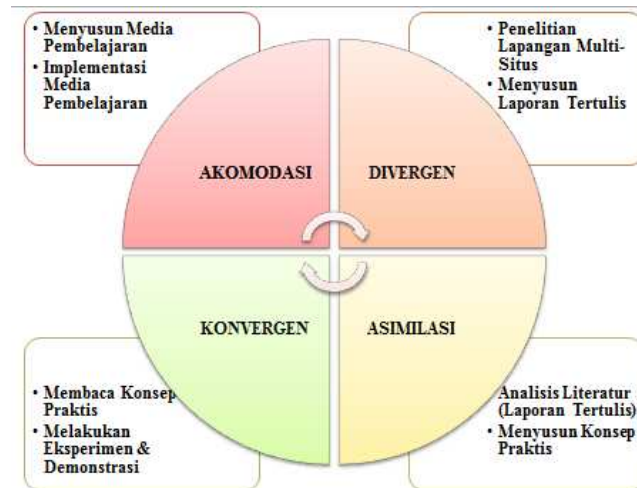 • Menyusun Media
Pembelajaran
• Implementasi
Media
Pembelajaran
• Penelitian
Lapangan Multi-
Situs
• Menyusun
Laporan Tertulis
AKOMODASI
DIVERGEN
KONVERGEN
ASIMILASI
• Membaca Konsep
Praktis
• Melakukan
Eksperimen &
Demonstrasi
Analisis Literatur
(Laporan Tertulis)
• Menyusun Konsep
Praktis